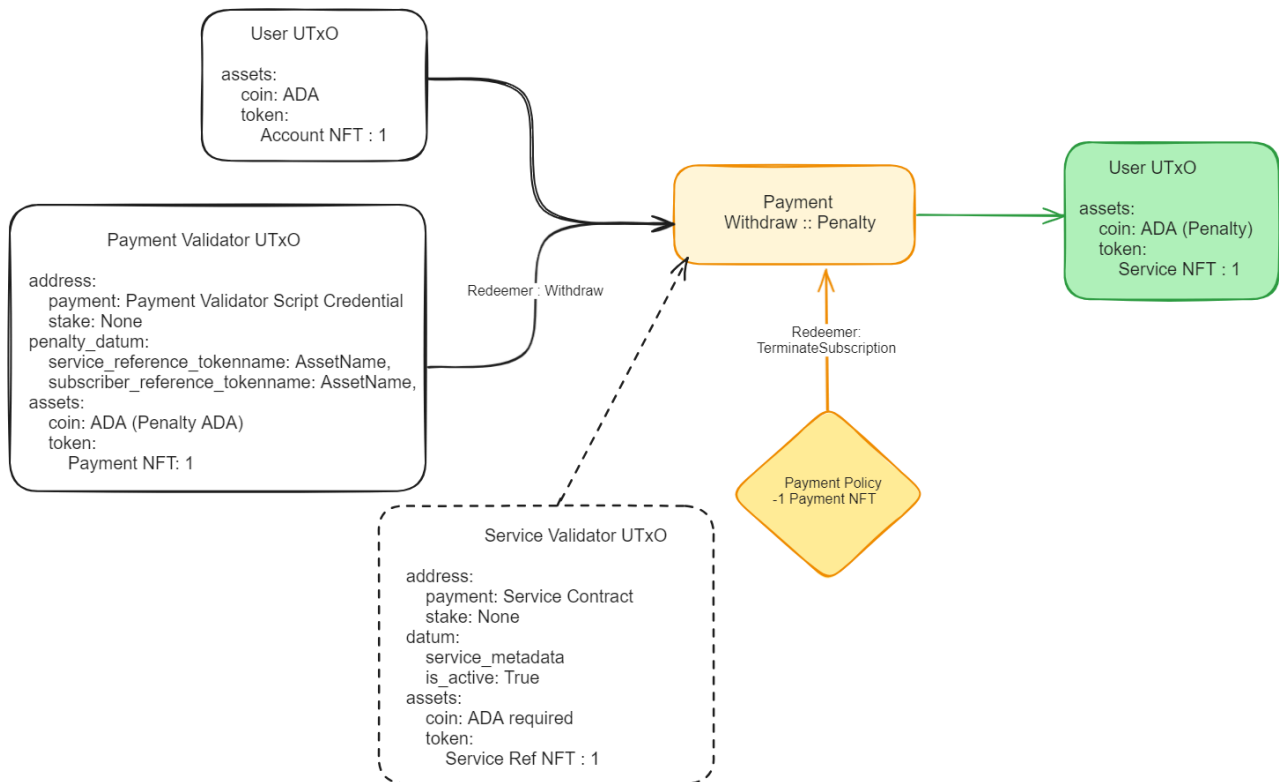 User UTxO
assets:
coin: ADA
token:
Account NFT : 1
Payment Validator UTxO
address:
payment: Payment Validator Script Credential
stake: None
penalty_datum:
service_reference_tokenname: AssetName,
subscriber_reference_tokenname: AssetName,
assets:
coin: ADA (Penalty ADA)
token:
Payment NFT: 1
Redeemer : Withdraw
Payment
Withdraw :: Penalty
User UTxO
assets:
coin: ADA (Penalty)
token:
Service NFT : 1
Redeemer:
TerminateSubscription
Payment Policy
-1 Payment NFT
Service Validator UTxO
address:
payment: Service Contract
stake: None
datum:
service_metadata
is_active: True
assets:
coin: ADA required
token:
Service Ref NFT : 1